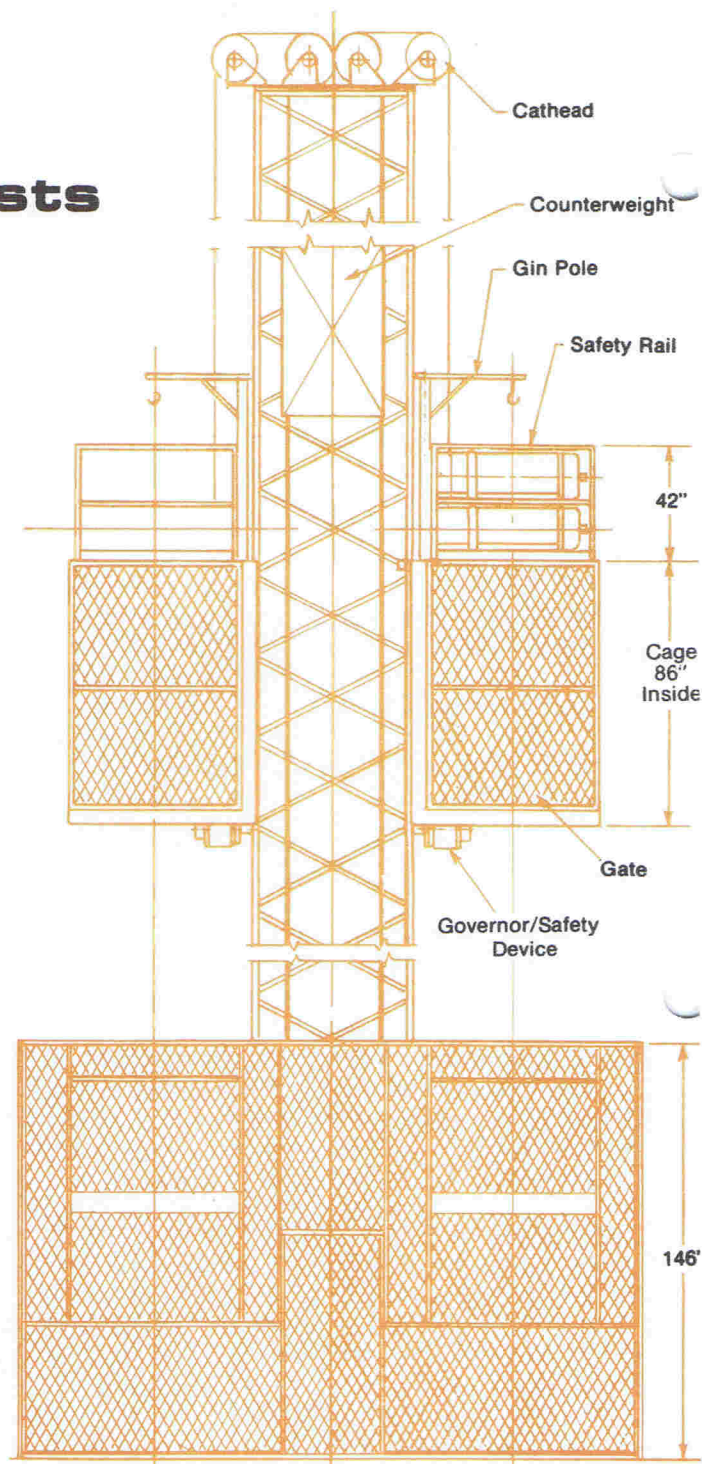 sts
Cathead
Counterweight
Gin Pole
Safety Rail
42"
Cage
86"
Inside
Gate
Governor/Safety
Device
146"